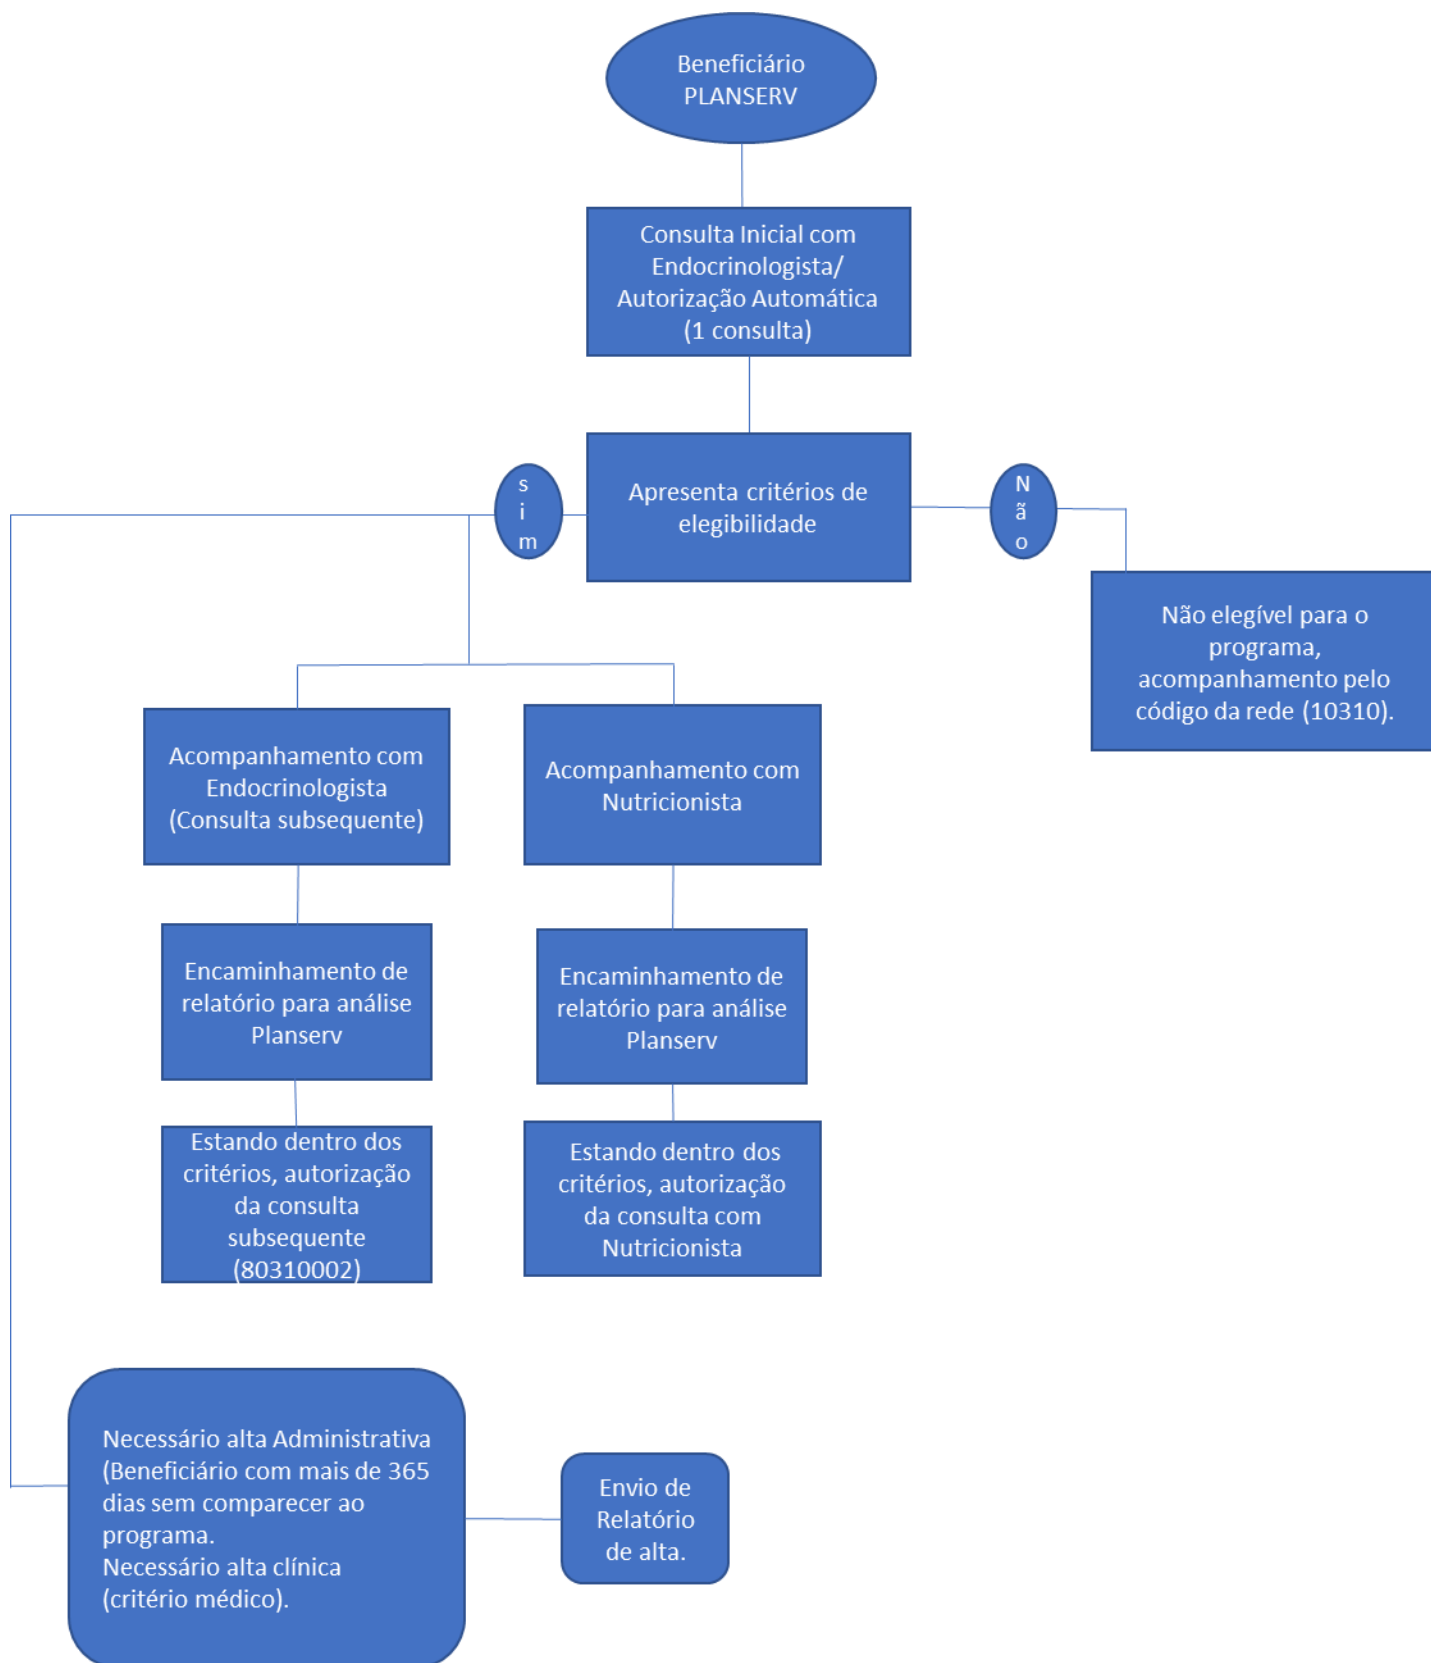 Beneficiário
PLANSERV
Consulta Inicial com
Endocrinologista/
Autorização Automática
(1 consulta)
Apresenta critérios de
elegibilidade
sim
Não
Não elegível para o
programa,
acompanhamento pelo
código da rede (10310).
Acompanhamento com
Endocrinologista
(Consulta subsequente)
Acompanhamento com
Nutricionista
Encaminhamento de
relatório para análise
Planserv
Encaminhamento de
relatório para análise
Planserv
Estando dentro dos
critérios, autorização
da consulta
subsequente
(80310002)
Estando dentro dos
critérios, autorização
da consulta com
Nutricionista
Necessário alta Administrativa
(Beneficiário com mais de 365
dias sem comparecer ao
programa.
Necessário alta clínica
(critério médico).
Envio de
Relatório
de alta.